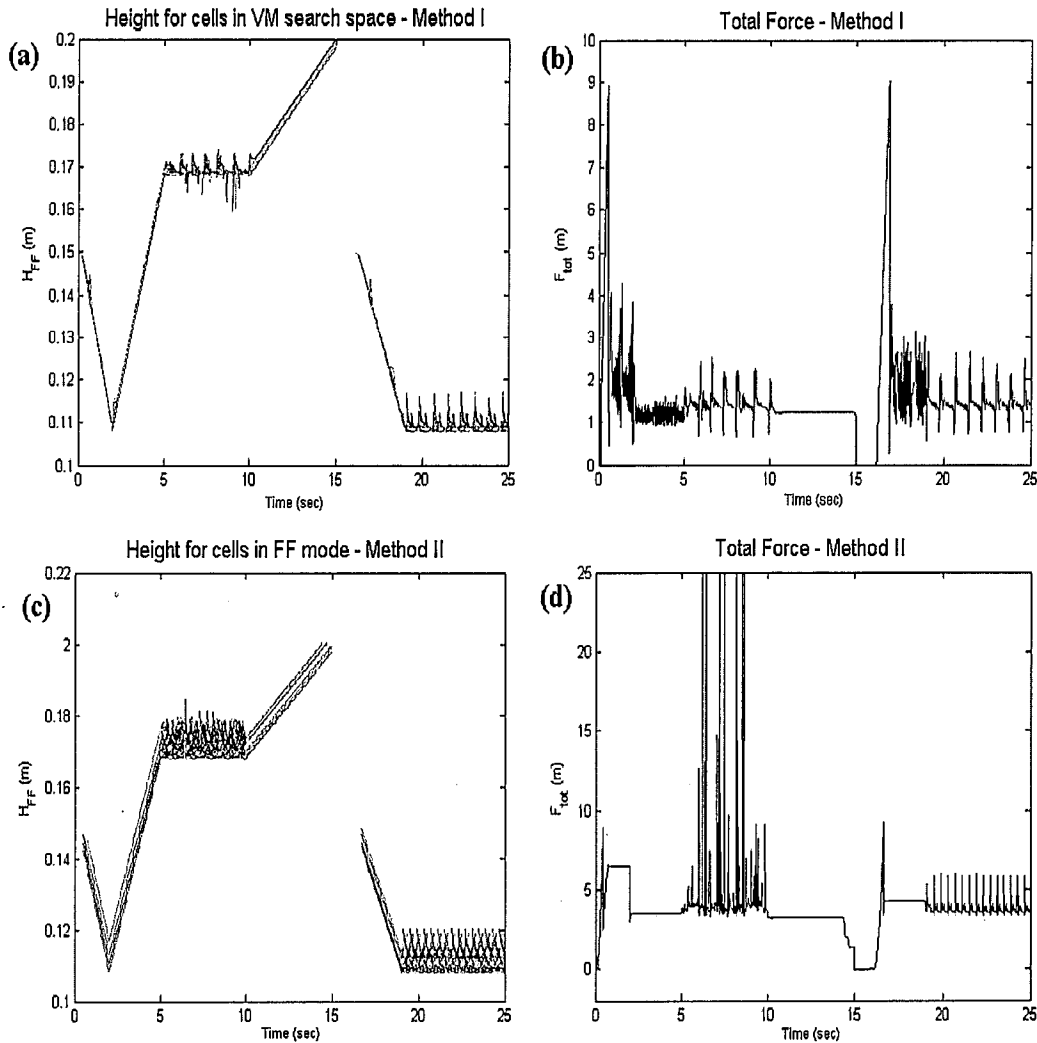 Height for cells in VM search space - Method I
(a)
0.2
0.19
0.18
0.17
0.16
0.15
0.14
0.13
0.12
0.11
0.1
H_FF (m)
0 5 10 15 20 25
Time (sec)
Total Force - Method I
(b)
10
9
8
7
6
5
4
3
2
1
0
F_tot (m)
0 5 10 15 20 25
Time (sec)
Height for cells in FF mode - Method II
(c)
0.22
2
0.18
0.16
0.14
0.12
0.1
H_FF (m)
0 5 10 15 20 25
Time (sec)
Total Force - Method II
(d)
25
20
15
10
5
0
F_tot (m)
0 5 10 15 20 25
Time (sec)